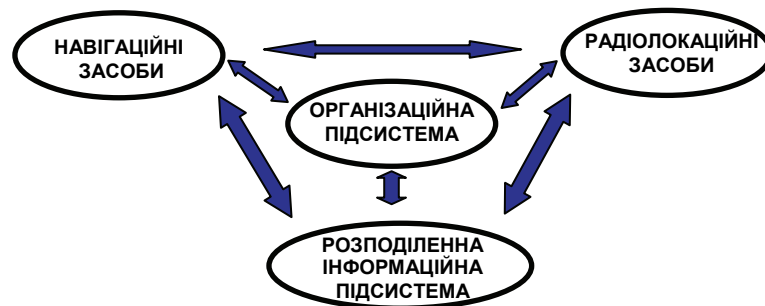 НАВІГАЦІЙНІ
ЗАСОБИ
РАДІОЛОКАЦІЙНІ
ЗАСОБИ
ОРГАНІЗАЦІЙНА
ПІДСИСТЕМА
РОЗПОДІЛЕННА
ІНФОРМАЦІЙНА
ПІДСИСТЕМА